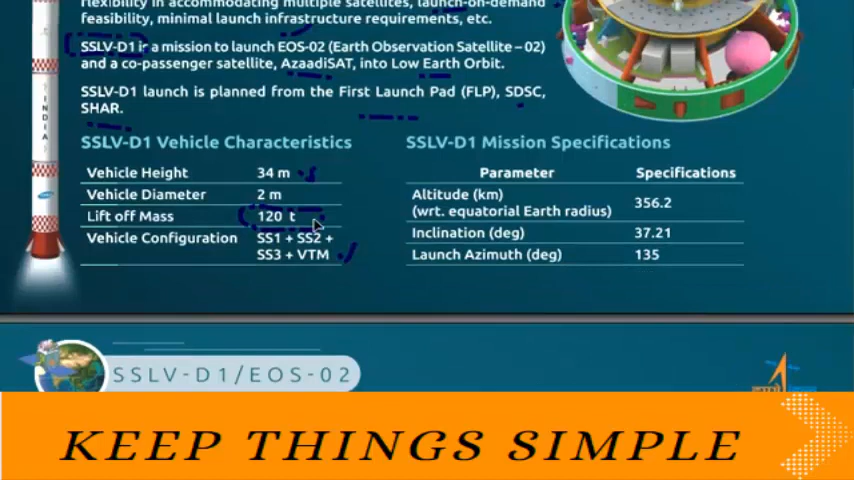 flexibility in accommodating multiple satellites, launch-on-demand
feasibility, minimal launch infrastructure requirements, etc.
SSLV-D1 is a mission to launch EOS-02 (Earth Observation Satellite – 02)
and a co-passenger satellite, AzaadiSAT, into Low Earth Orbit.
SSLV-D1 launch is planned from the First Launch Pad (FLP), SDSC,
SHAR.
INDIA
SSLV-D1 Vehicle Characteristics
Vehicle Height 34 m
Vehicle Diameter 2 m
Lift off Mass 120 t
Vehicle Configuration SS1 + SS2 +
SS3 + VTM
SSLV-D1 Mission Specifications
Parameter Specifications
Altitude (km)
(wrt. equatorial Earth radius) 356.2
Inclination (deg) 37.21
Launch Azimuth (deg) 135
SSLV-D1/EOS-02
KEEP THINGS SIMPLE